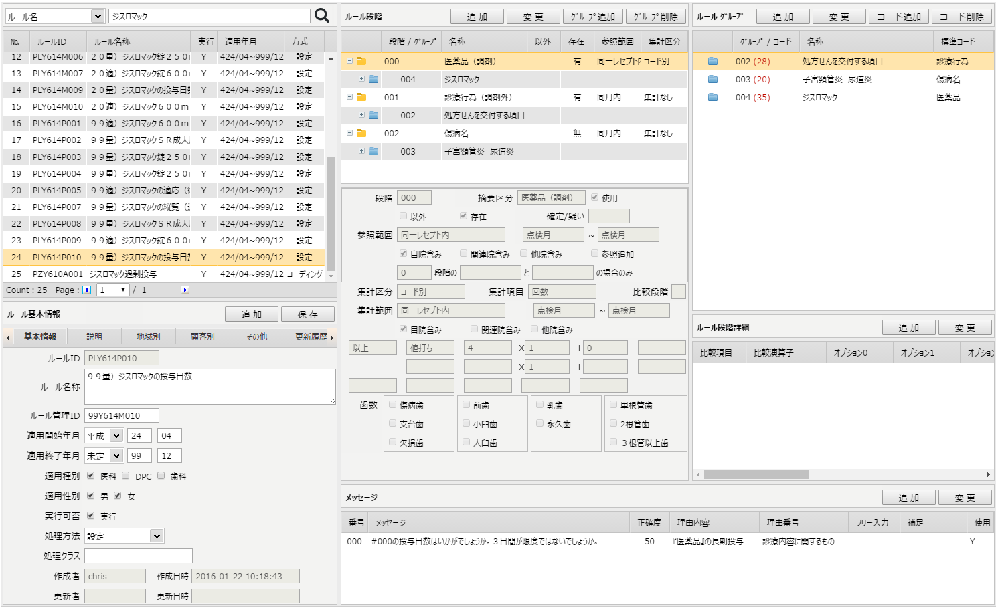 ルール名 ジスロマック
No. ルールID ルール名称 実行 適用年月 方式
12 PLY614M006 ２０量）ジスロマック錠２５０ Y 424/04~999/12 設定
13 PLY614M007 ２０量）ジスロマック錠６００ Y 424/04~999/12 設定
14 PLY614M009 ２０量）ジスロマックの投与日数 Y 424/04~999/12 設定
15 PLY614M010 ２０適）ジスロマック６００ｍ Y 424/04~999/12 設定
16 PLY614P001 ９９適）ジスロマック６００ｍ Y 424/04~999/12 設定
17 PLY614P002 ９９量）ジスロマックＳＲ成人 Y 424/04~999/12 設定
18 PLY614P003 ９９量）ジスロマック錠２５０ Y 424/04~999/12 設定
19 PLY614P004 ９９適）ジスロマック錠２５０ Y 424/04~999/12 設定
20 PLY614P005 ９９適）ジスロマックの適応（ Y 424/04~999/12 設定
21 PLY614P007 ９９量）ジスロマックの縦覧（ Y 424/04~999/12 設定
22 PLY614P008 ９９量）ジスロマックＳＲ成人 Y 424/04~999/12 設定
23 PLY614P009 ９９適）ジスロマック錠６００ Y 424/04~999/12 設定
24 PLY614P010 ９９量）ジスロマックの投与日数 Y 424/04~999/12 設定
25 PZY610A001 ジスロマック過剰投与 Y 424/04~999/12 コーディング
Count : 25 Page : 1 / 1
ルール基本情報 追 加 保 存
基本情報 説明 地域別 顧客別 その他 更新履歴
ルールID PLY614P010
ルール名称 ９９量）ジスロマックの投与日数
ルール管理ID 99Y614M010
適用開始年月 平成 24 04
適用終了年月 未定 99 12
適用種別 医科 DPC 歯科
適用性別 男 女
実行可否 実行
処理方法 設定
処理クラス
作成者 chris 作成日時 2016-01-22 10:18:43
更新者 更新日時
ルール段階 追 加 変 更 グループ追加 グループ削除
段階 / グループ 名称 以外 存在 参照範囲 集計区分
000 医薬品（調剤） 有 同一レセプト内 コード別
004 ジスロマック
001 診療行為（調剤外） 有 同月内 集計なし
002 処方せんを交付する項目
002 傷病名 無 同月内 集計なし
003 子宮頚管炎 尿道炎
段階 000 摘要区分 医薬品（調剤） 使用
以外 存在 確定/疑い
参照範囲 同一レセプト内 点検月 ~ 点検月
自院含み 関連院含み 他院含み 参照追加
0 段階の と の場合のみ
集計区分 コード別 集計項目 回数 比較段階
集計範囲 同一レセプト内 点検月 ~ 点検月
自院含み 関連院含み 他院含み
以上 値打ち 4 X 1 + 0
X 1 +
歯数 傷病歯 前歯 乳歯 単根管歯
支台歯 小臼歯 永久歯 2根管歯
欠損歯 大臼歯 ３根管以上歯
ルール グループ 追 加 変 更 コード追加 コード削除
グループ / コード 名称 標準コード
002 (28) 処方せんを交付する項目 診療行為
003 (20) 子宮頚管炎 尿道炎 傷病名
004 (35) ジスロマック 医薬品
ルール段階詳細 追 加 変 更
比較項目 比較演算子 オプション0 オプション1 オプション
メッセージ 追 加 変 更
番号 メッセージ 正確度 理由内容 理由番号 フリー入力 補足 使用
000 #000の投与日数はいかがでしょうか。３日間が限度ではないでしょうか。 50 『医薬品』の長期投与 診療内容に関するもの Y